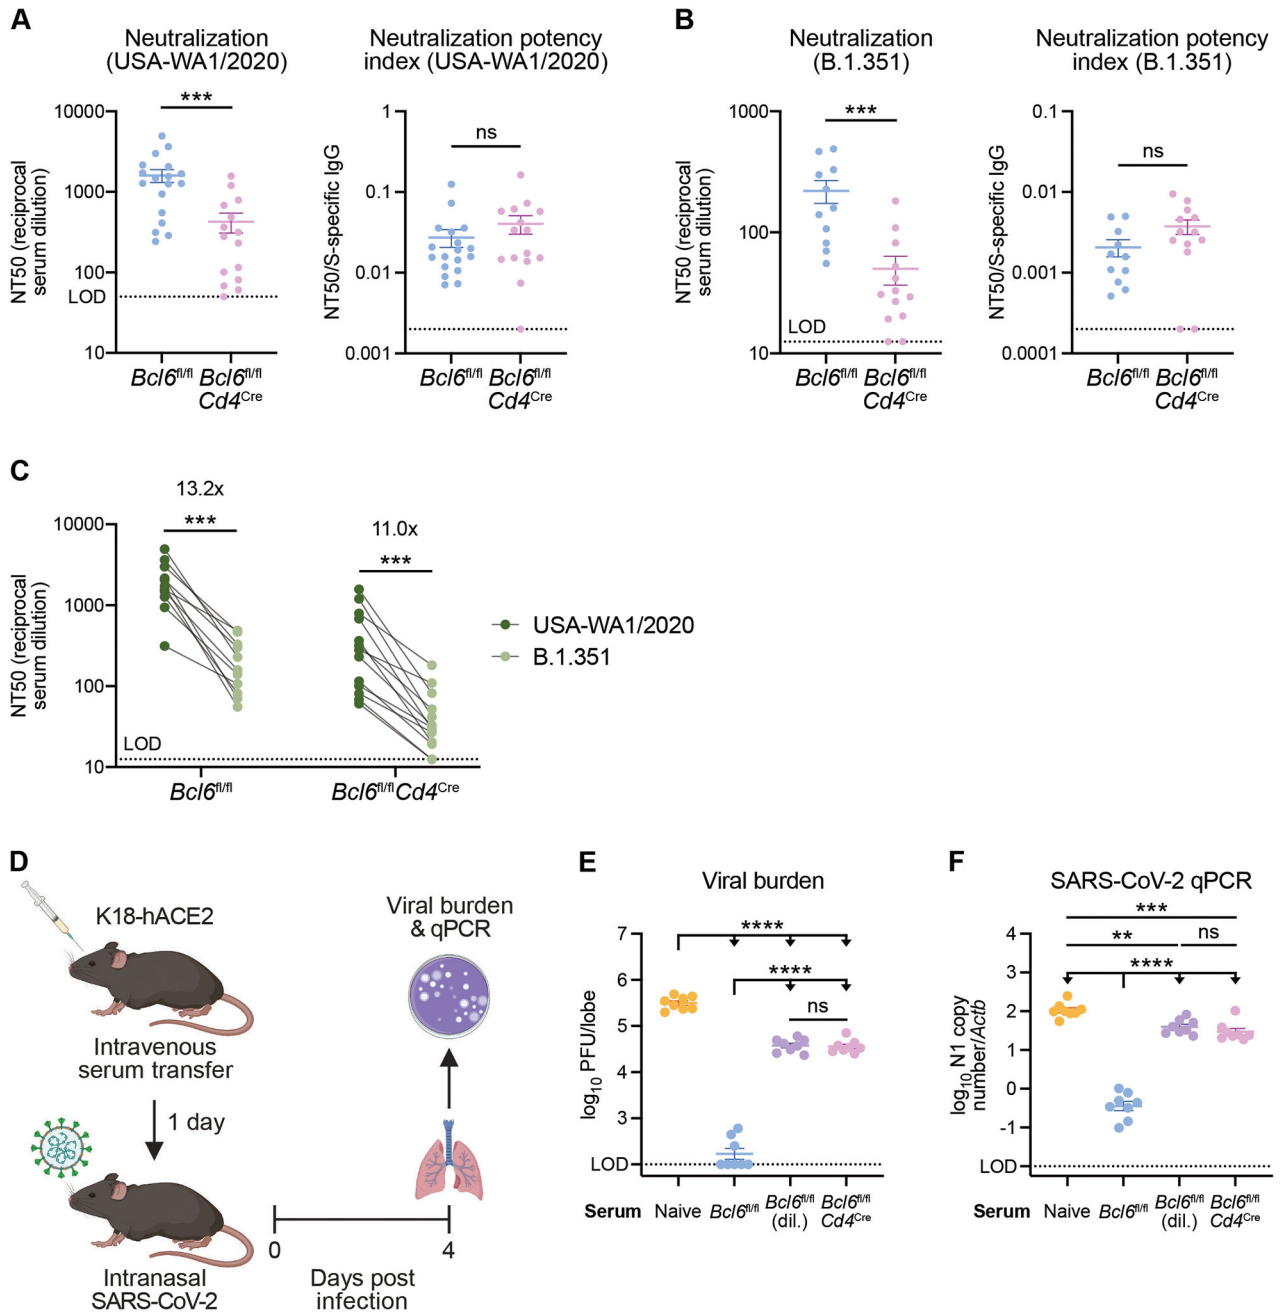 A
Neutralization
(USA-WA1/2020)
NT50 (reciprocal
serum dilution)
10000
1000
100
LOD
10
***
Bcl6fl/fl
Bcl6fl/fl
Cd4Cre
Neutralization potency
index (USA-WA1/2020)
NT50/S-specific IgG
1
0.1
0.01
0.001
ns
Bcl6fl/fl
Bcl6fl/fl
Cd4Cre
B
Neutralization
(B.1.351)
NT50 (reciprocal
serum dilution)
1000
100
LOD
10
***
Bcl6fl/fl
Bcl6fl/fl
Cd4Cre
Neutralization potency
index (B.1.351)
NT50/S-specific IgG
0.1
0.01
0.001
0.0001
ns
Bcl6fl/fl
Bcl6fl/fl
Cd4Cre
C
NT50 (reciprocal
serum dilution)
10000
1000
100
LOD
10
13.2x
***
11.0x
***
Bcl6fl/fl
Bcl6fl/flCd4Cre
USA-WA1/2020
B.1.351
D
K18-hACE2
Intravenous
serum transfer
1 day
Intranasal
SARS-CoV-2
Viral burden
& qPCR
0
4
Days post
infection
E
Viral burden
log10 PFU/lobe
7
6
5
4
3
LOD
****
****
ns
Serum
Naive
Bcl6fl/fl
Bcl6fl/fl
(dil.)
Bcl6fl/fl
Cd4Cre
F
SARS-CoV-2 qPCR
log10 N1 copy
number/Actb
4
3
2
1
0
-1
LOD
***
**
ns
****
Serum
Naive
Bcl6fl/fl
Bcl6fl/fl
(dil.)
Bcl6fl/fl
Cd4Cre